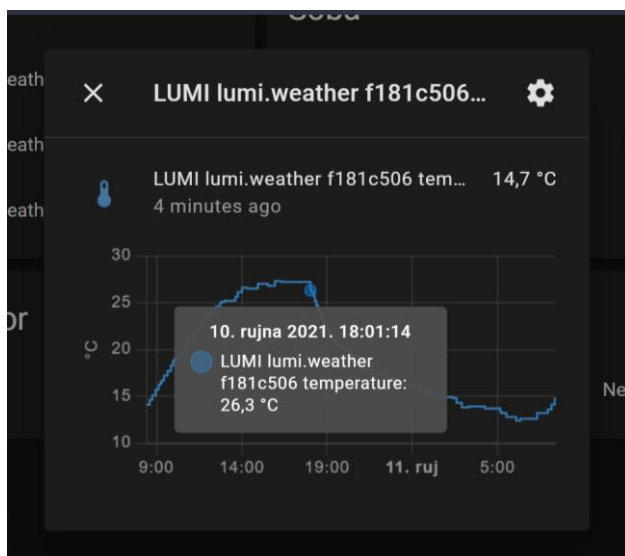 Soba
eath
LUMI lumi.weather f181c506...
eath
LUMI lumi.weather f181c506 tem... 14,7 °C
eath
4 minutes ago
30
or
25
10. rujna 2021. 18:01:14
°C
20
LUMI lumi.weather
f181c506 temperature:
26,3 °C
15
Ne
10
9:00 14:00 19:00 11. ruj 5:00